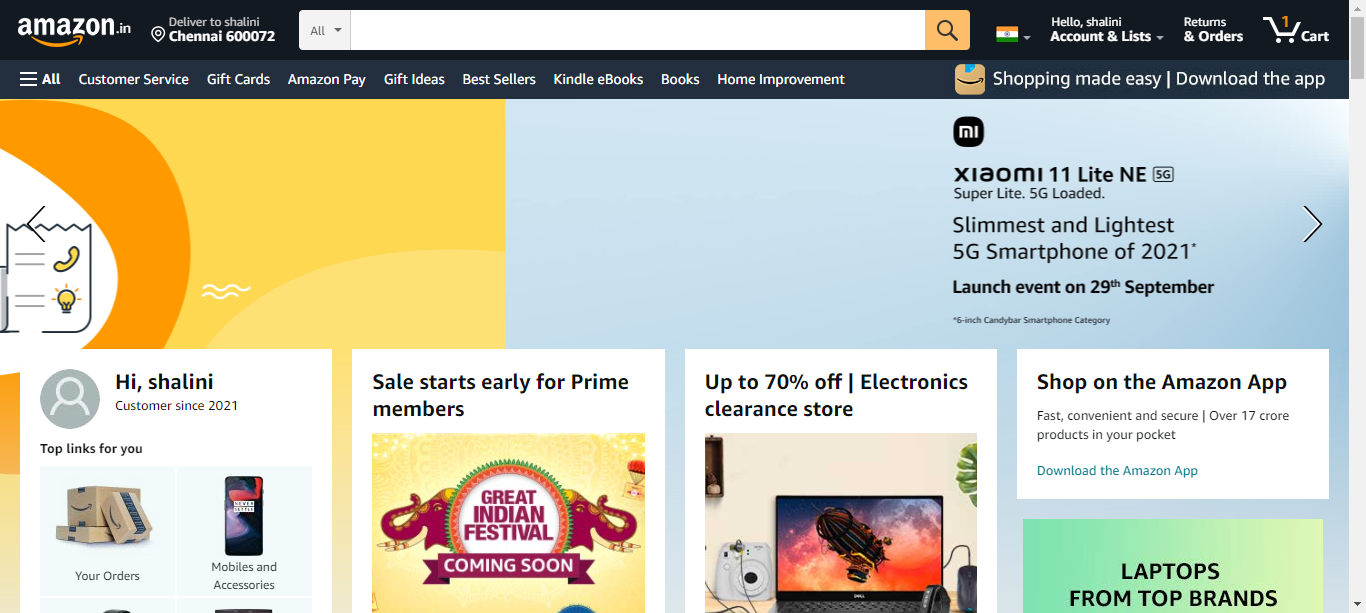 amazon.in
Deliver to shalini
Chennai 600072
All
Hello, shalini
Account & Lists
Returns
& Orders
1
Cart
All
Customer Service
Gift Cards
Amazon Pay
Gift Ideas
Best Sellers
Kindle eBooks
Books
Home Improvement
Shopping made easy | Download the app
mi
xiaomi 11 Lite NE 5G
Super Lite. 5G Loaded.
Slimmest and Lightest
5G Smartphone of 2021*
Launch event on 29th September
*6-inch Candybar Smartphone Category
Hi, shalini
Customer since 2021
Top links for you
Your Orders
NEVER
SETTLE
Mobiles and
Accessories
Sale starts early for Prime
members
GREAT
INDIAN
FESTIVAL
COMING SOON
Up to 70% off | Electronics
clearance store
DELL
Shop on the Amazon App
Fast, convenient and secure | Over 17 crore
products in your pocket
Download the Amazon App
LAPTOPS
FROM TOP BRANDS